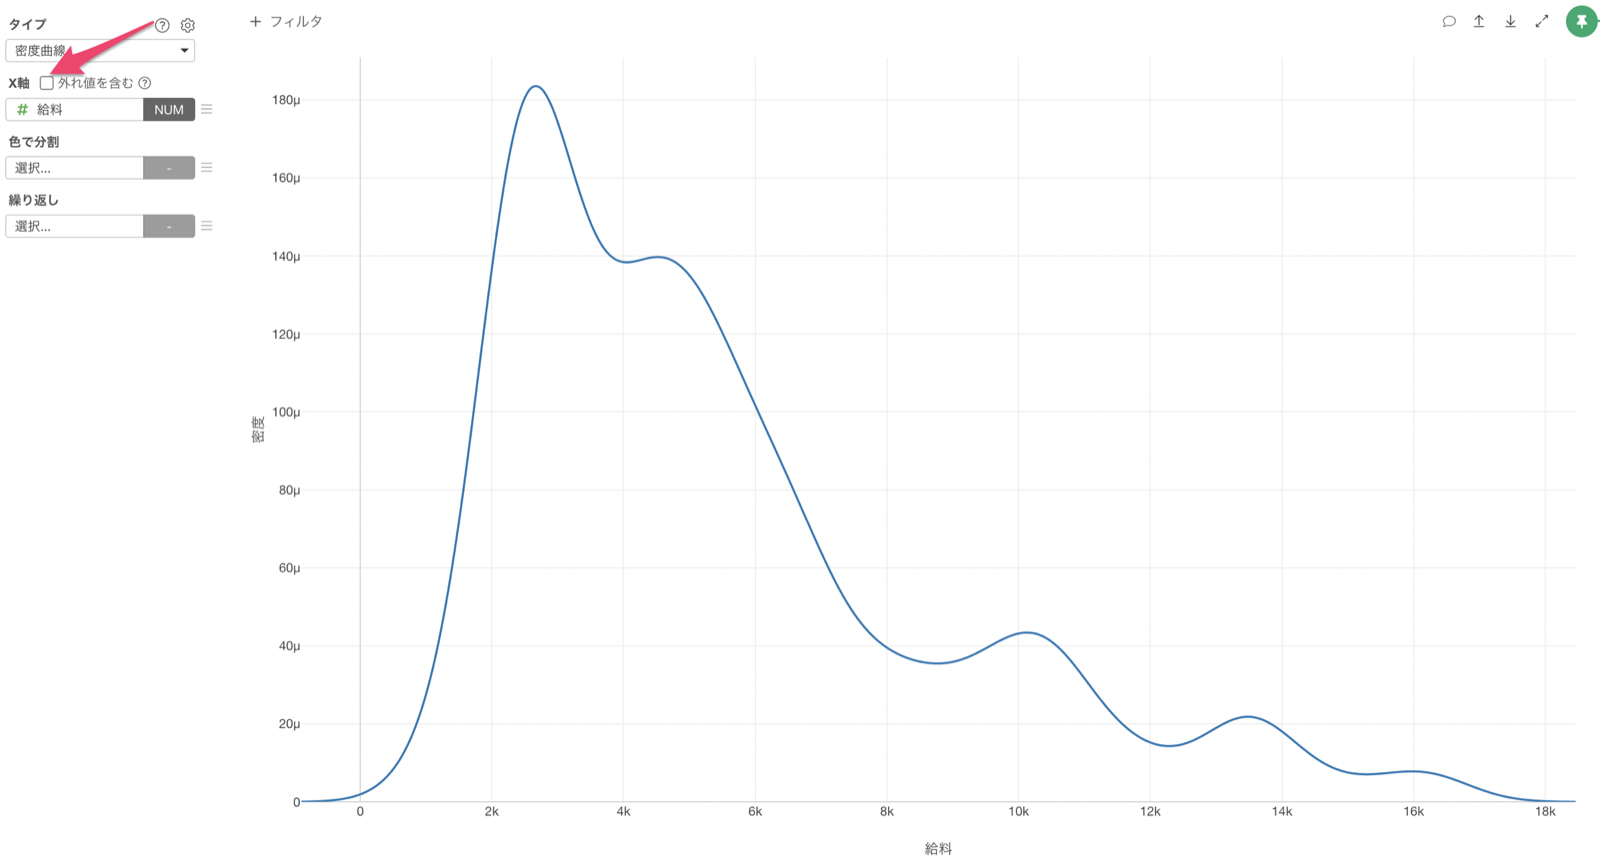 タイプ
密度曲線
X軸 外れ値を含む
# 給料 NUM
色で分割
選択... -
繰り返し
選択... -
+ フィルタ
180μ
160μ
140μ
120μ
100μ
80μ
60μ
40μ
20μ
0
密度
0 2k 4k 6k 8k 10k 12k 14k 16k 18k
給料